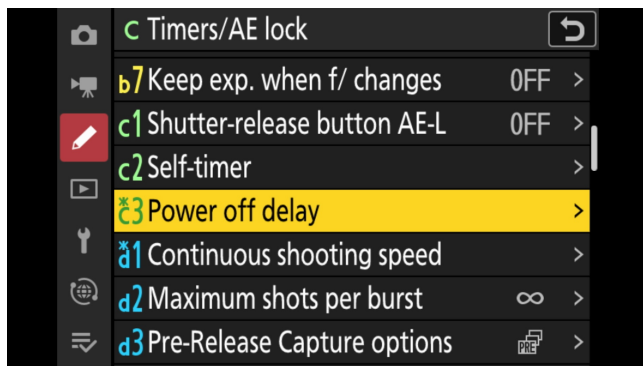 C Timers/AE lock
b7 Keep exp. when f/ changes OFF >
c1 Shutter-release button AE-L OFF >
c2 Self-timer >
*c3 Power off delay >
*d1 Continuous shooting speed >
d2 Maximum shots per burst ∞ >
d3 Pre-Release Capture options PRE >